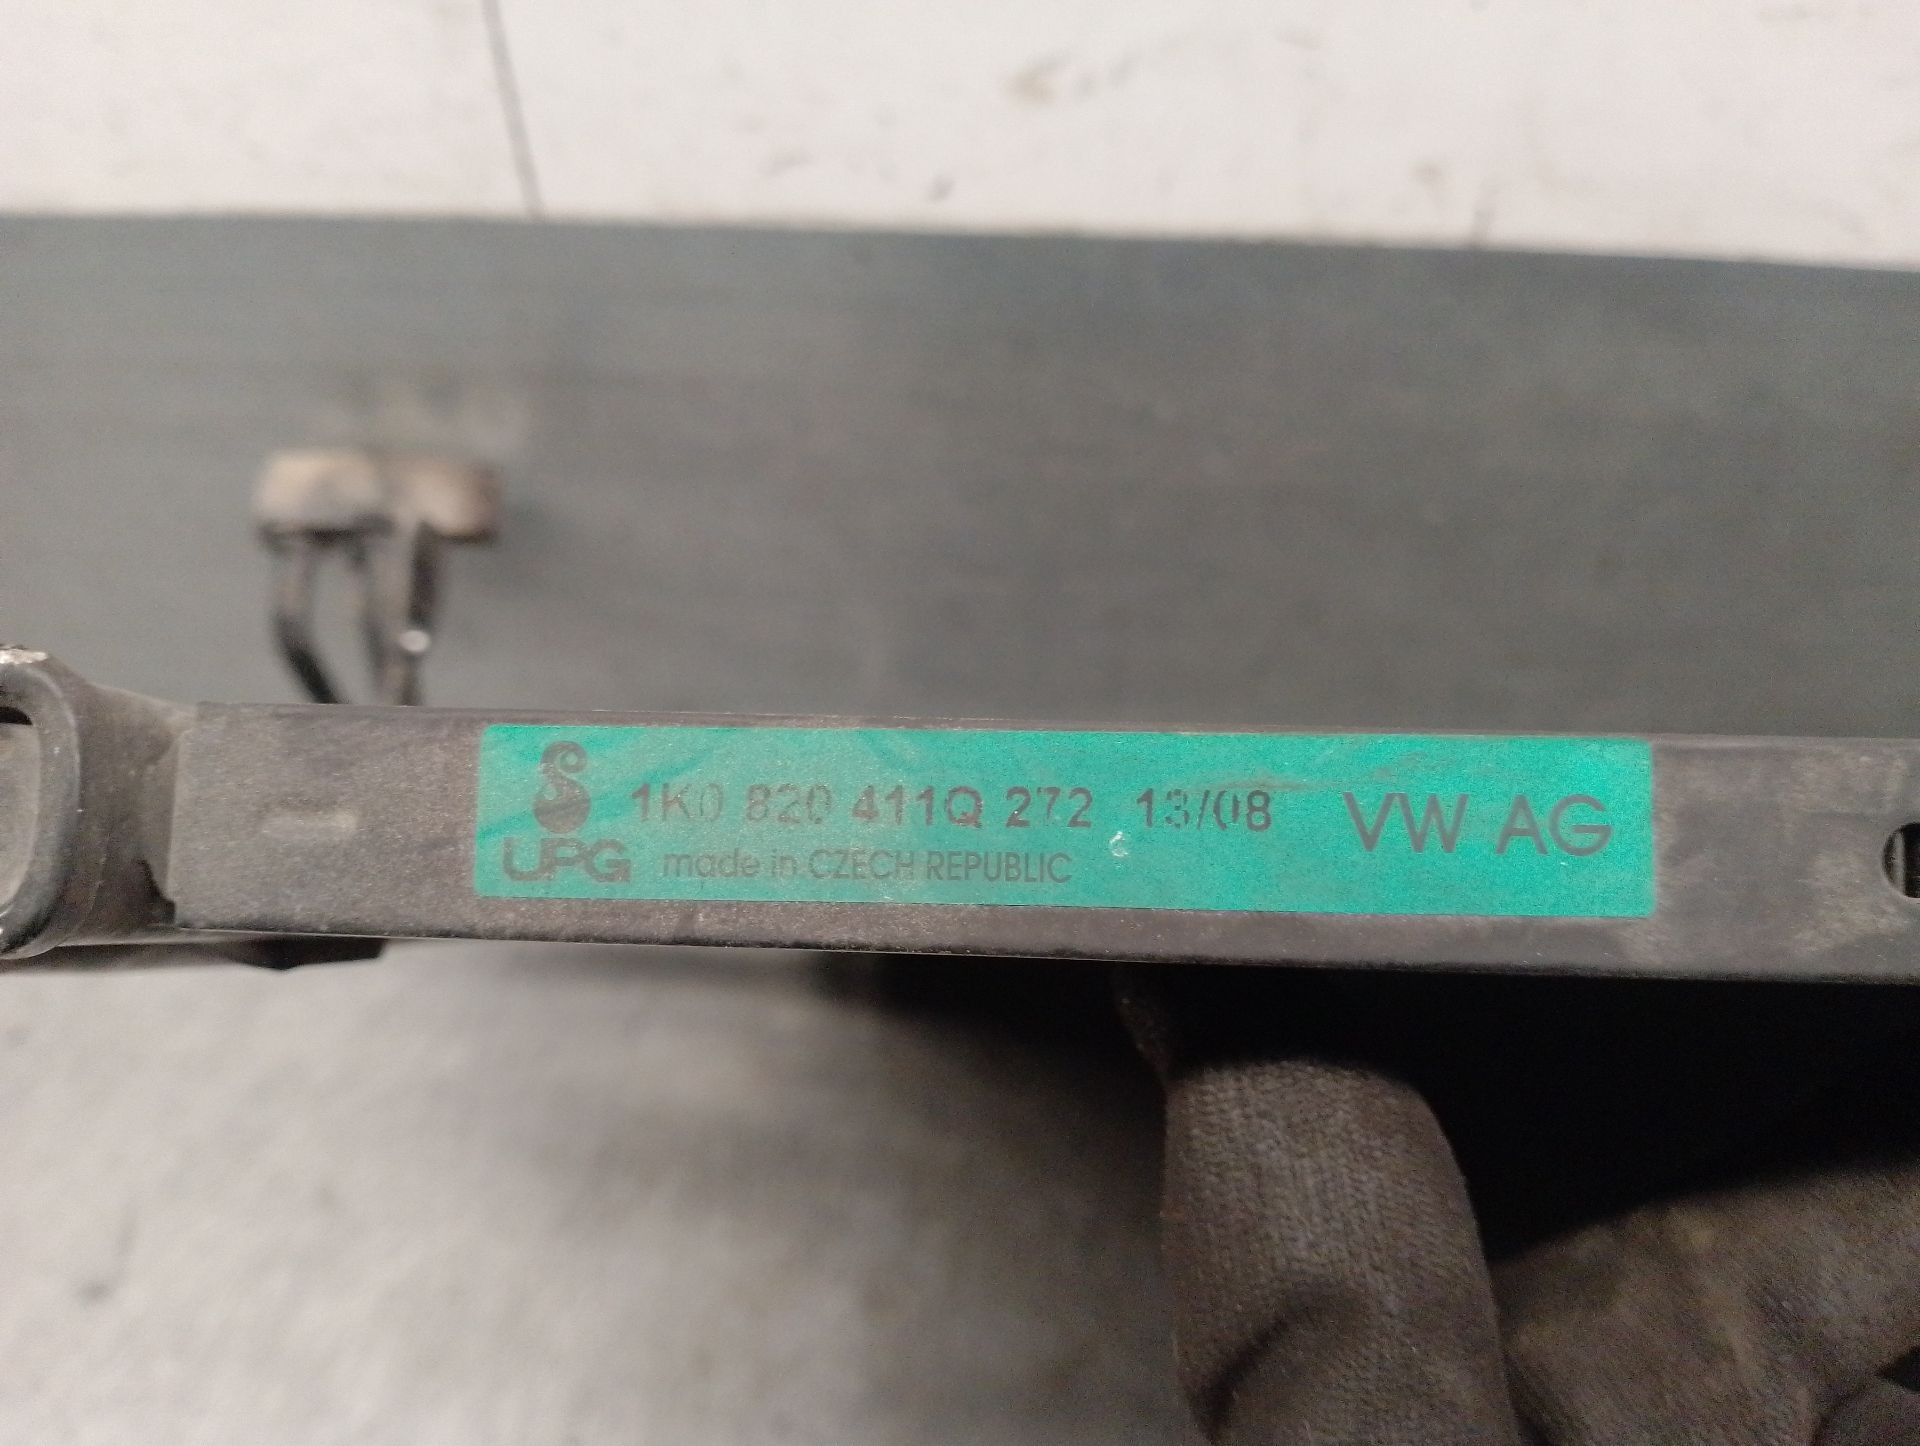 1K0 820 411Q 272 13/08 VW AG
UPG made in CZECH REPUBLIC